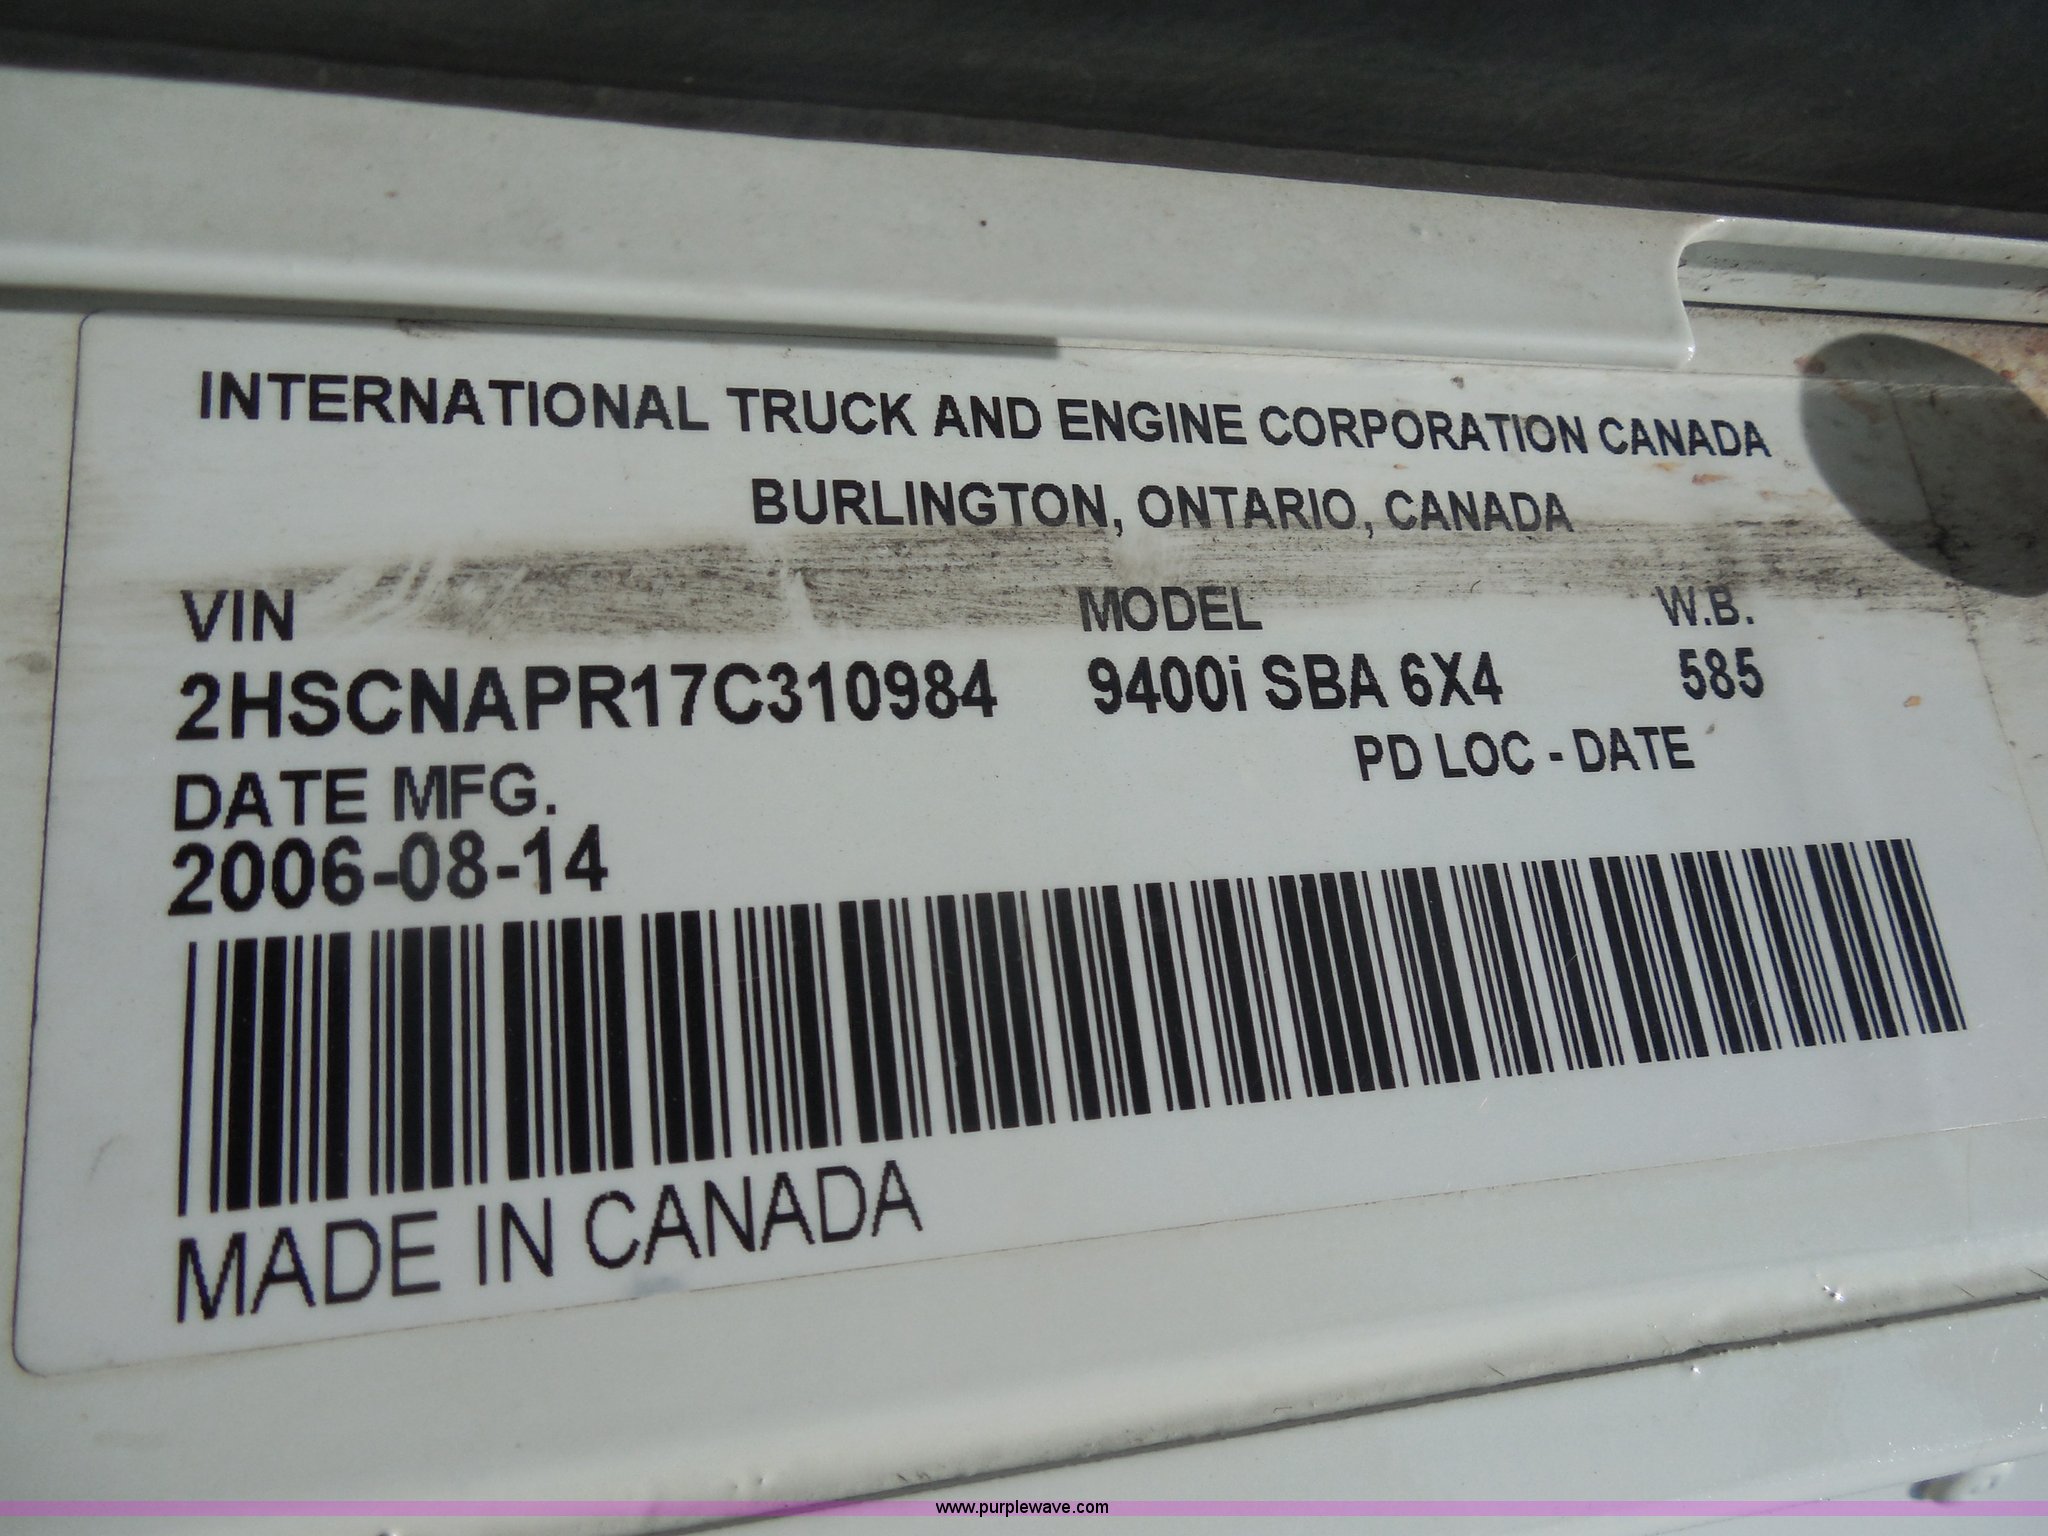 INTERNATIONAL TRUCK AND ENGINE CORPORATION CANADA
BURLINGTON, ONTARIO, CANADA
VIN MODEL W.B.
2HSCNAPR17C310984 9400i SBA 6X4 585
PD LOC - DATE
DATE MFG.
2006-08-14
MADE IN CANADA
www.purplewave.com